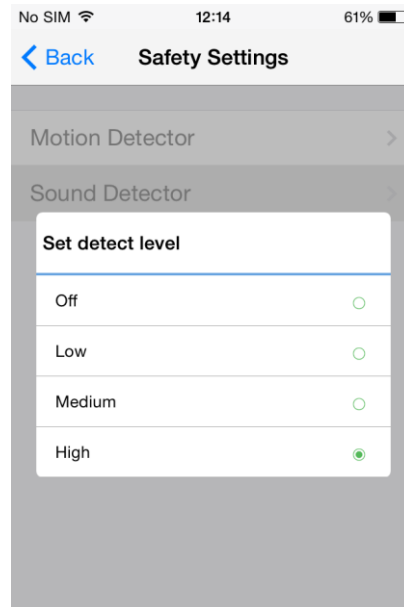 No SIM 12:14 61%
Back Safety Settings
Motion Detector
Sound Detector
Set detect level
Off
Low
Medium
High